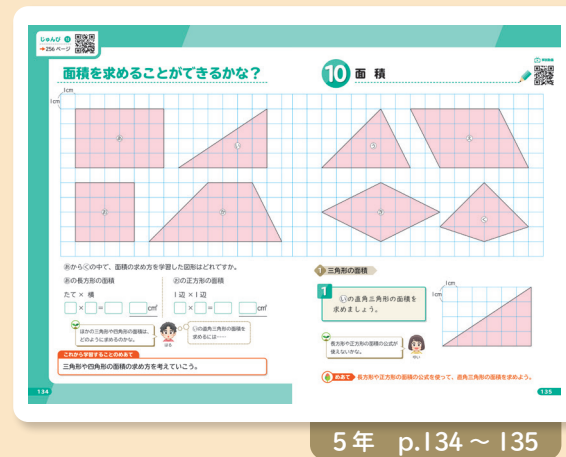 じゅんび 10
→256ページ
面積を求めることができるかな？
1cm
1cm
あからくの中で、面積の求め方を学習した図形はどれですか。
あの長方形の面積
たて × 横
□×□=□ □cm²
おの正方形の面積
1辺×1辺
□×□=□ □cm²
ほかの三角形や四角形の面積は、
どのように求めるのかな。
はる
いの直角三角形の面積を
求めるには……
これから学習することのめあて
三角形や四角形の面積の求め方を考えていこう。
134
10 面 積
1 三角形の面積
1
いの直角三角形の面積を
求めましょう。
1cm
1cm
長方形や正方形の面積の公式が
使えないかな。
めあて 長方形や正方形の面積の公式を使って、直角三角形の面積を求めよう。
135
5年 p.134～135